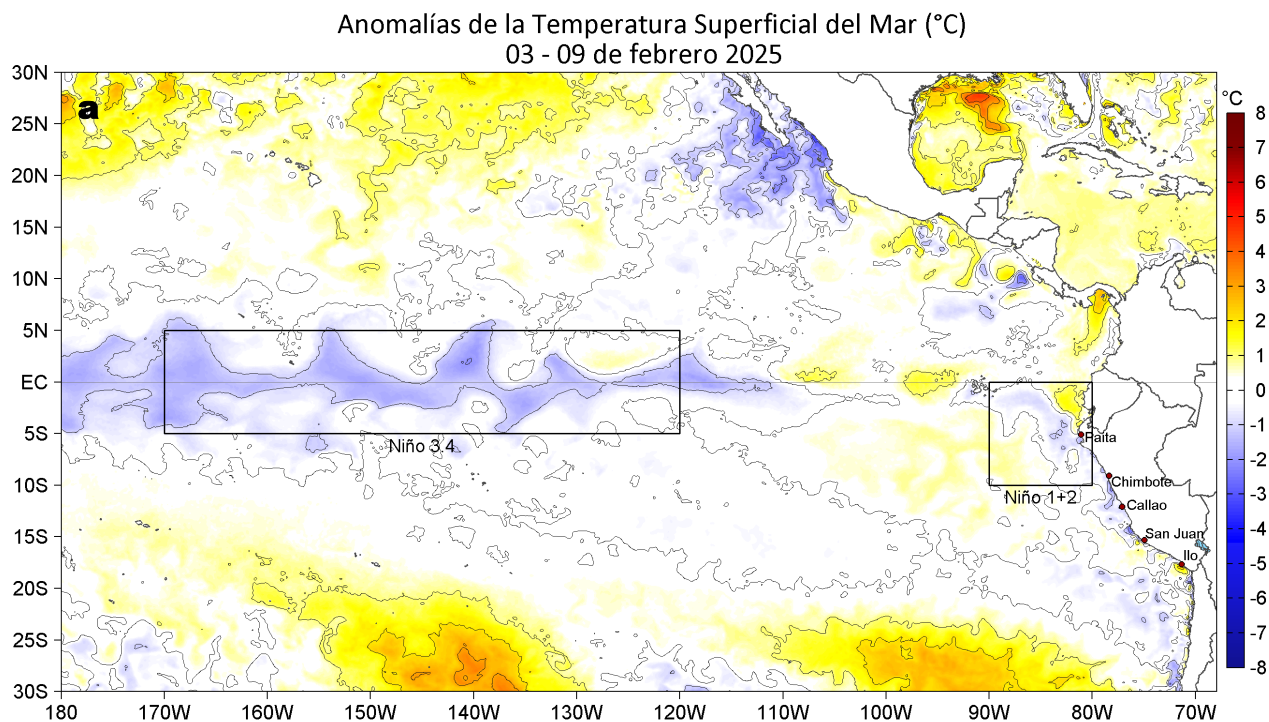 Anomalías de la Temperatura Superficial del Mar (°C)
03 - 09 de febrero 2025
a
30N
25N
20N
15N
10N
5N
EC
5S
10S
15S
20S
25S
30S
180
170W
160W
150W
140W
130W
120W
110W
100W
90W
80W
70W
Niño 3.4
Niño 1+2
Paita
Chimbote
Callao
San Juan
Ilo
°C
8
7
6
5
4
3
2
1
0
-1
-2
-3
-4
-5
-6
-7
-8